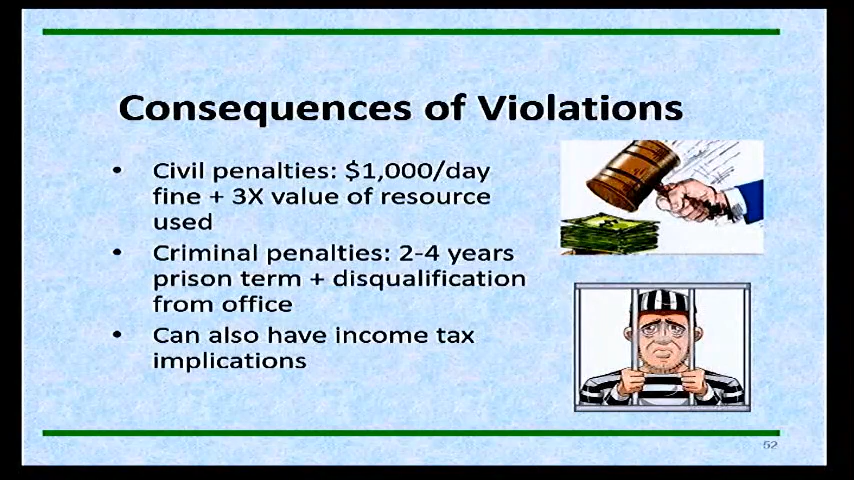 Consequences of Violations
• Civil penalties: $1,000/day
fine + 3X value of resource
used
• Criminal penalties: 2-4 years
prison term + disqualification
from office
• Can also have income tax
implications
52